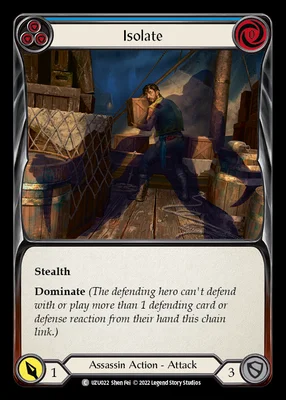 Isolate
Stealth
Dominate (The defending hero can't defend
with or play more than 1 defending card or
defense reaction from their hand this chain
link.)
1
Assassin Action - Attack
3
C UZU022 Shen Fei © 2022 Legend Story Studios